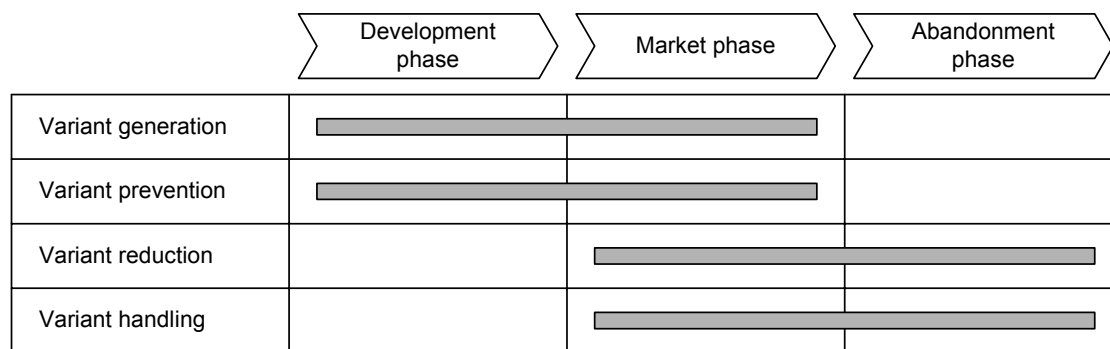 Development
phase
Market phase
Abandonment
phase
Variant generation
Variant prevention
Variant reduction
Variant handling